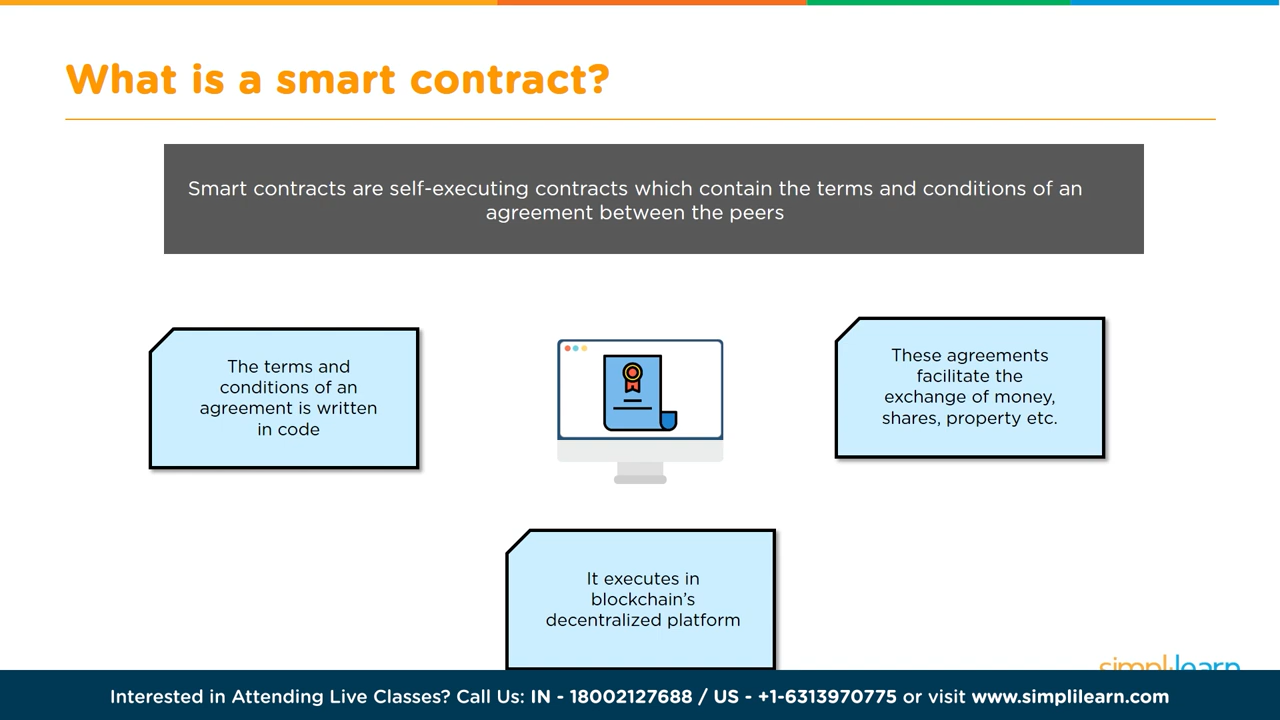 What is a smart contract?
Smart contracts are self-executing contracts which contain the terms and conditions of an
agreement between the peers
The terms and
conditions of an
agreement is written
in code
These agreements
facilitate the
exchange of money,
shares, property etc.
It executes in
blockchain's
decentralized platform
simplilearn
Interested in Attending Live Classes? Call Us: IN - 18002127688 / US - +1-6313970775 or visit www.simplilearn.com